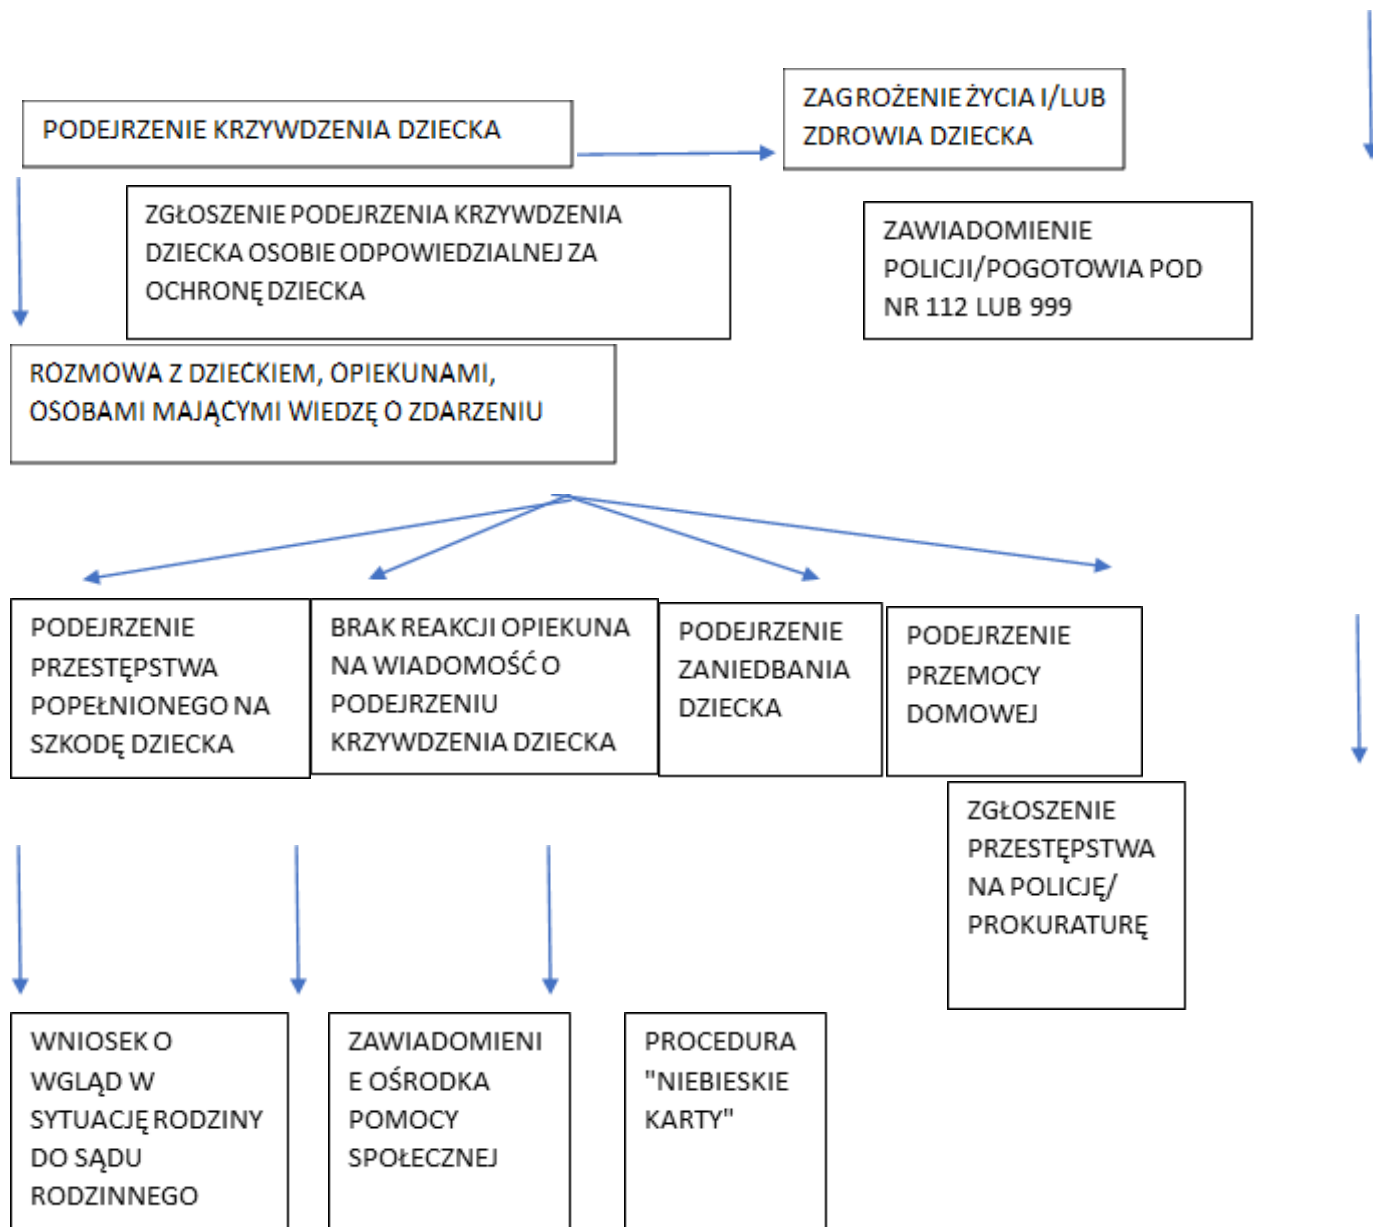 PODEJRZENIE KRZYWDZENIA DZIECKA
ZAGROŻENIE ŻYCIA I/LUB
ZDROWIA DZIECKA
ZGŁOSZENIE PODEJRZENIA KRZYWDZENIA
DZIECKA OSOBIE ODPOWIEDZIALNEJ ZA
OCHRONĘ DZIECKA
ZAWIADOMIENIE
POLICJI/POGOTOWIA POD
NR 112 LUB 999
ROZMOWA Z DZIECKIEM, OPIEKUNAMI,
OSOBAMI MAJĄCYMI WIEDZĘ O ZDARZENIU
PODEJRZENIE
PRZESTĘPSTWA
POPEŁNIONEGO NA
SZKODĘ DZIECKA
BRAK REAKCJI OPIEKUNA
NA WIADOMOŚĆ O
PODEJRZENIU
KRZYWDZENIA DZIECKA
PODEJRZENIE
ZANIEDBANIA
DZIECKA
PODEJRZENIE
PRZEMOCY
DOMOWEJ
ZGŁOSZENIE
PRZESTĘPSTWA
NA POLICJĘ/
PROKURATURĘ
WNIOSEK O
WGLĄD W
SYTUACJĘ RODZINY
DO SĄDU
RODZINNEGO
ZAWIADOMIENI
E OŚRODKA
POMOCY
SPOŁECZNEJ
PROCEDURA
"NIEBIESKIE
KARTY"